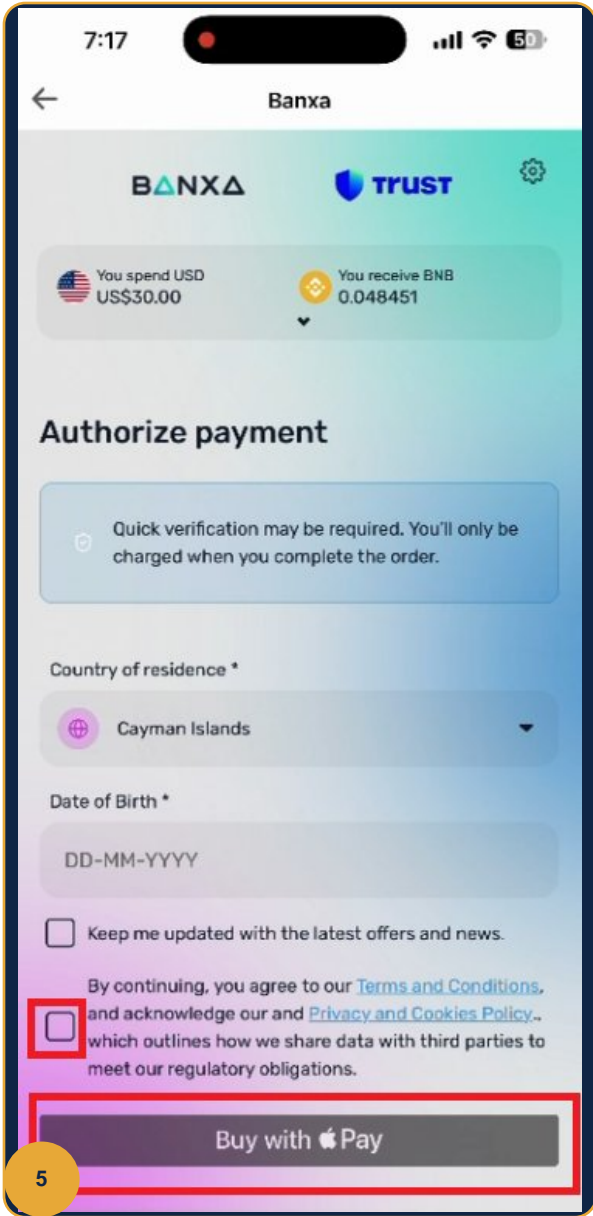 7:17
50
Banxa
BANXA
TRUST
You spend USD
US$30.00
You receive BNB
0.048451
Authorize payment
Quick verification may be required. You'll only be
charged when you complete the order.
Country of residence *
Cayman Islands
Date of Birth *
DD-MM-YYYY
Keep me updated with the latest offers and news.
By continuing, you agree to our Terms and Conditions,
and acknowledge our and Privacy and Cookies Policy.,
which outlines how we share data with third parties to
meet our regulatory obligations.
Buy with Pay
5